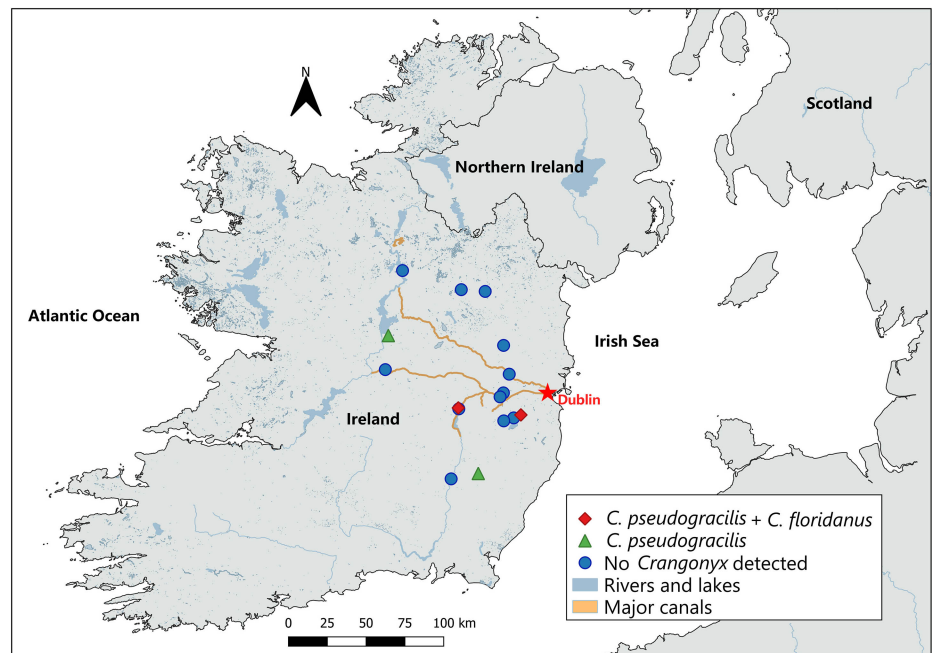 N
Scotland
Northern Ireland
Atlantic Ocean
Irish Sea
Dublin
Ireland
C. pseudogracilis + C. floridanus
C. pseudogracilis
No Crangonyx detected
Rivers and lakes
Major canals
0 25 50 75 100 km